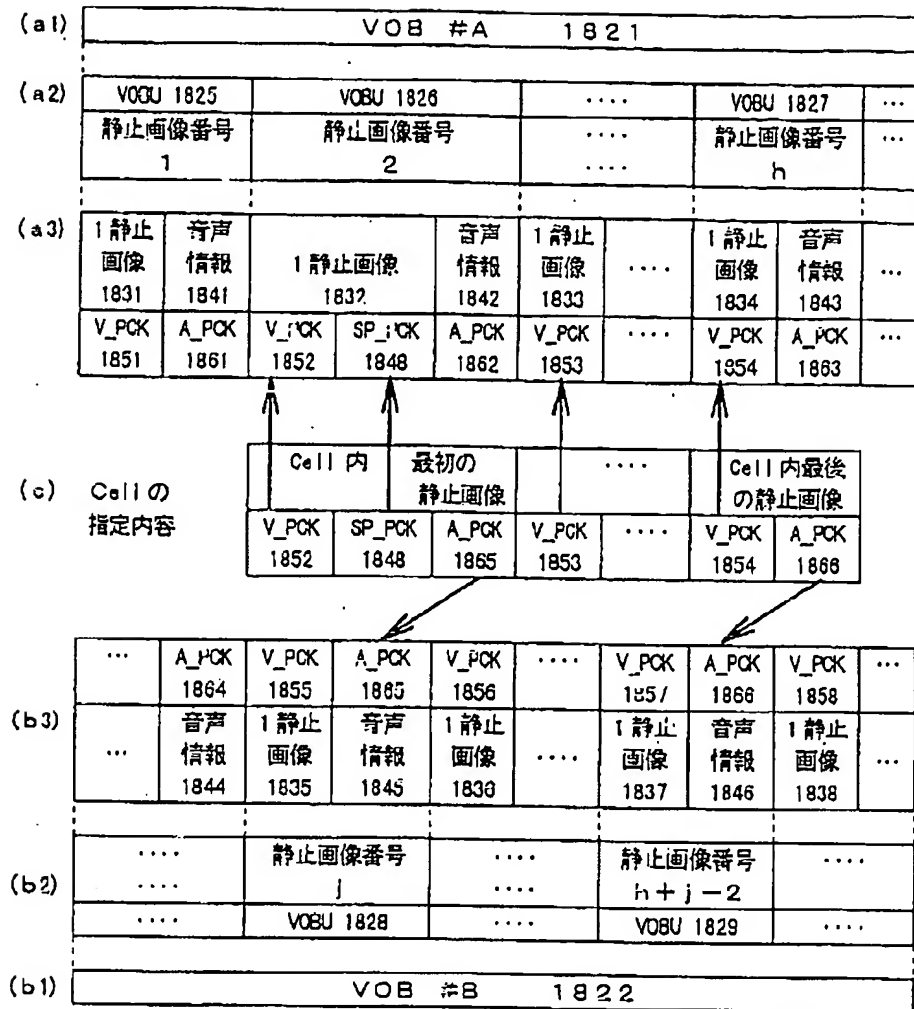 (a1) VOB #A 1821
(a2) VOBU 1825 VOBU 1826 ‥‥ VOBU 1827 …
静止画像番号 静止画像番号 ‥‥ 静止画像番号 …
1 2 ‥‥ h
(a3) 1静止 音声 音声 1静止 1静止 音声
画像 情報 1静止画像 情報 画像 ‥‥ 画像 情報 …
1831 1841 1832 1842 1833 1834 1843
V_PCK A_PCK V_PCK SP_PCK A_PCK V_PCK ‥‥ V_PCK A_PCK …
1851 1861 1852 1848 1862 1853 1854 1863
Cell内 最初の ‥‥ Cell内最後
(c) Cellの 静止画像 の静止画像
指定内容 V_PCK SP_PCK A_PCK V_PCK ‥‥ V_PCK A_PCK
1852 1848 1865 1853 1854 1866
… A_PCK V_PCK A_PCK V_PCK ‥‥ V_PCK A_PCK V_PCK …
1864 1855 1865 1856 1857 1866 1858
(b3) 音声 1静止 音声 1静止 1静止 音声 1静止
… 情報 画像 情報 画像 ‥‥ 画像 情報 画像 …
1844 1835 1845 1836 1837 1846 1838
‥‥ 静止画像番号 ‥‥ 静止画像番号 ‥‥
(b2) ‥‥ j ‥‥ h+j−2 ‥‥
‥‥ VOBU 1828 ‥‥ VOBU 1829 ‥‥
(b1) VOB #B 1822